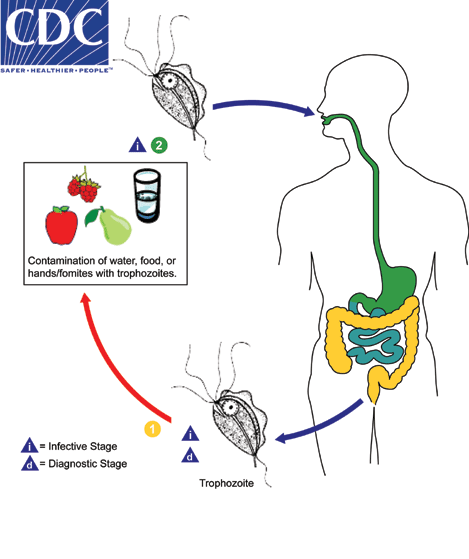 CDC
SAFER • HEALTHIER • PEOPLE™
i 2
Contamination of water, food, or
hands/fomites with trophozoites.
1
i
d
i = Infective Stage
d = Diagnostic Stage
Trophozoite